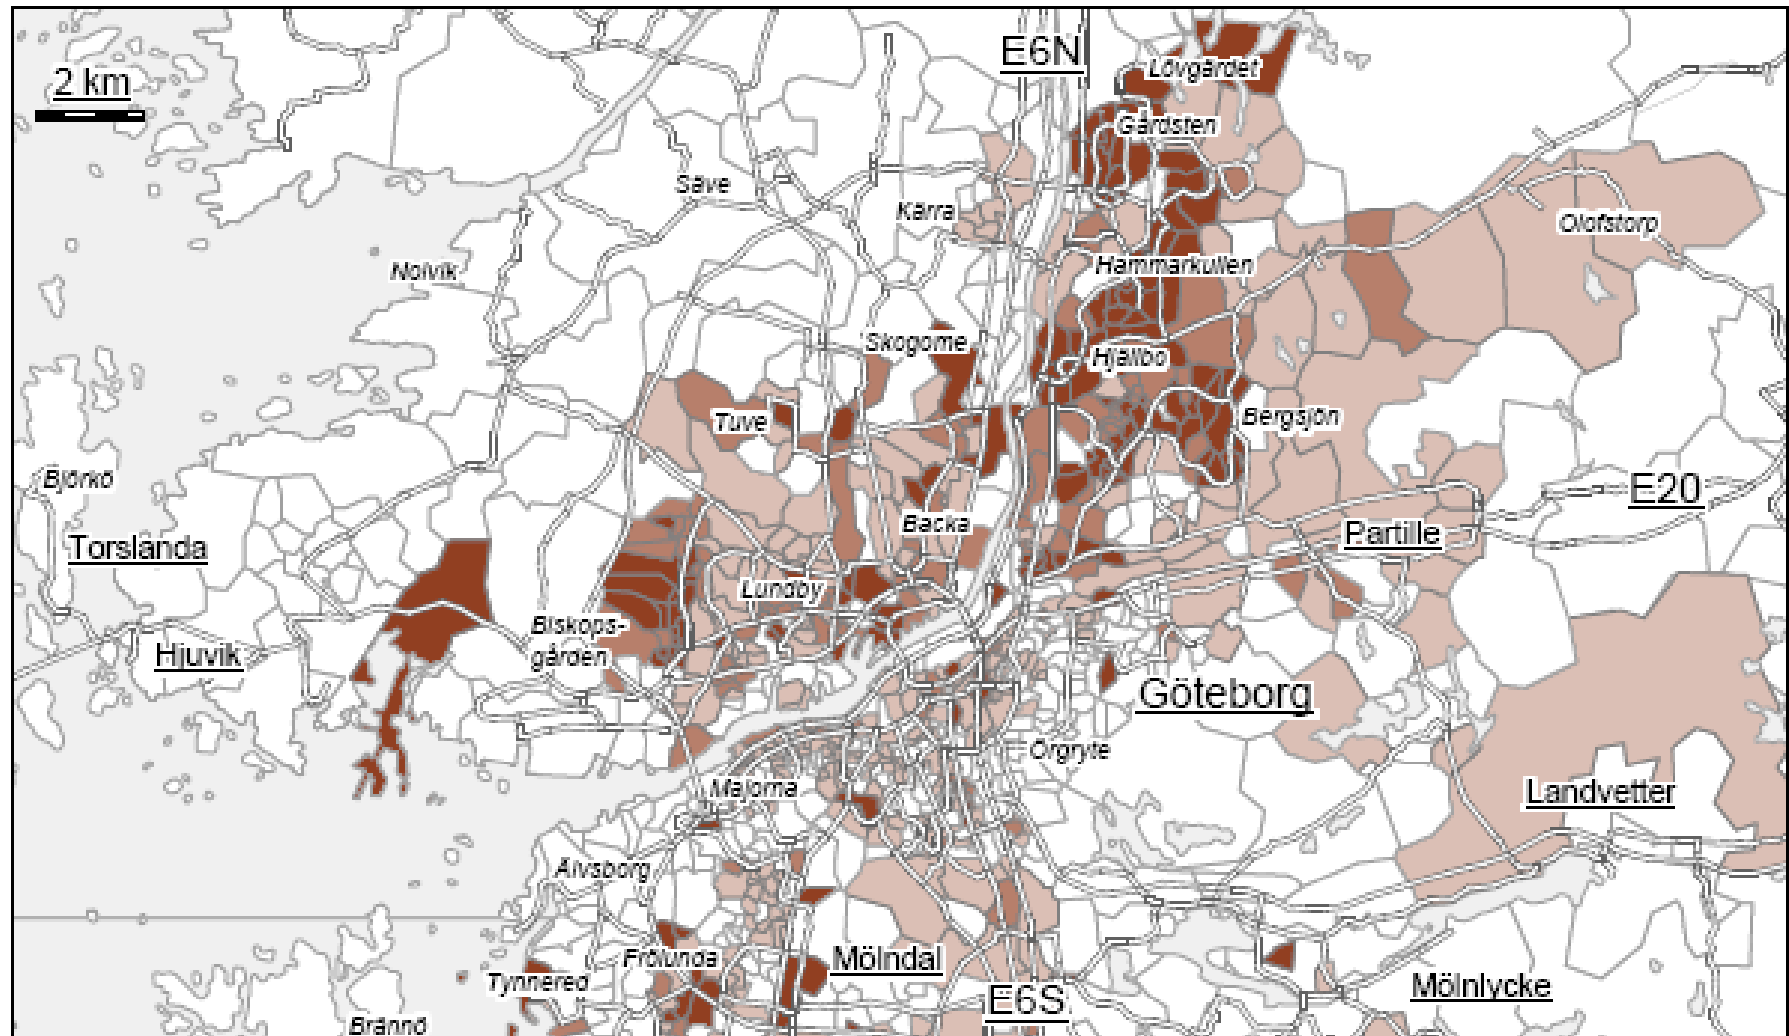 E6N
Lövgärdet
2 km
Gårdsten
Säve
Kärra
Olofstorp
Nolvik
Hammarkullen
Skogome
Hjällbo
Tuve
Bergsjön
Björkö
E20
Backa
Torslanda
Partille
Lundby
Biskops-
gården
Hjuvik
Göteborg
Örgryte
Majorna
Landvetter
Älvsborg
Frölunda
Mölndal
Tynnered
Mölnlycke
E6S
Brännö